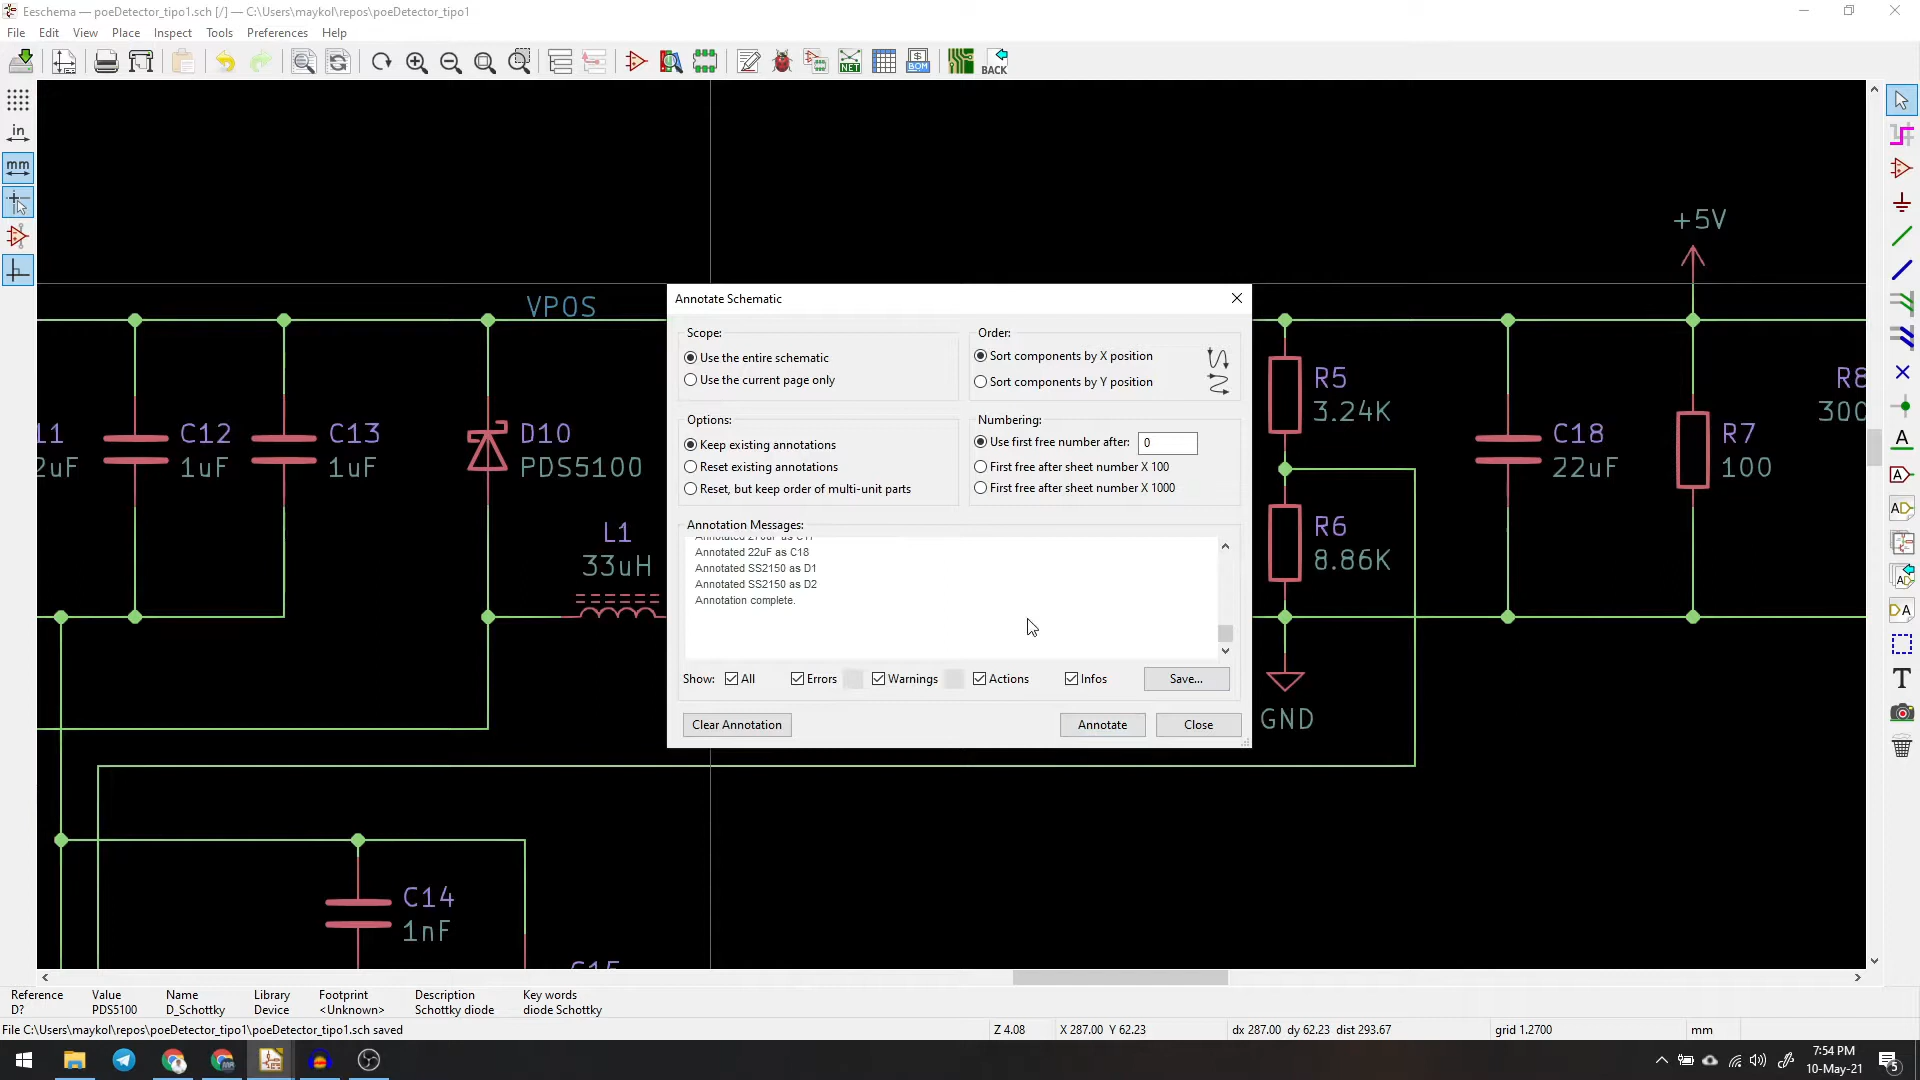 Eeschema — poeDetector_tipo1.sch [/] — C:\Users\maykol\repos\poeDetector_tipo1
File Edit View Place Inspect Tools Preferences Help
NET
$
BOM
BACK
in
mm
VPOS
C12
1uF
C13
1uF
D10
PDS5100
L1
33uH
C14
1nF
+5V
R5
3.24K
R6
8.86K
C18
22uF
R7
100
GND
Annotate Schematic
Scope:
Use the entire schematic
Use the current page only
Order:
Sort components by X position
Sort components by Y position
Options:
Keep existing annotations
Reset existing annotations
Reset, but keep order of multi-unit parts
Numbering:
Use first free number after: 0
First free after sheet number X 100
First free after sheet number X 1000
Annotation Messages:
Annotated 22uF as C18
Annotated SS2150 as D1
Annotated SS2150 as D2
Annotation complete.
Show: All Errors Warnings Actions Infos Save...
Clear Annotation Annotate Close
A
A
AD
AD
DA
T
Reference Value Name Library Footprint Description Key words
D? PDS5100 D_Schottky Device <Unknown> Schottky diode diode Schottky
File C:\Users\maykol\repos\poeDetector_tipo1\poeDetector_tipo1.sch saved Z 4.08 X 287.00 Y 62.23 dx 287.00 dy 62.23 dist 293.67 grid 1.2700 mm
7:54 PM
10-May-21
5